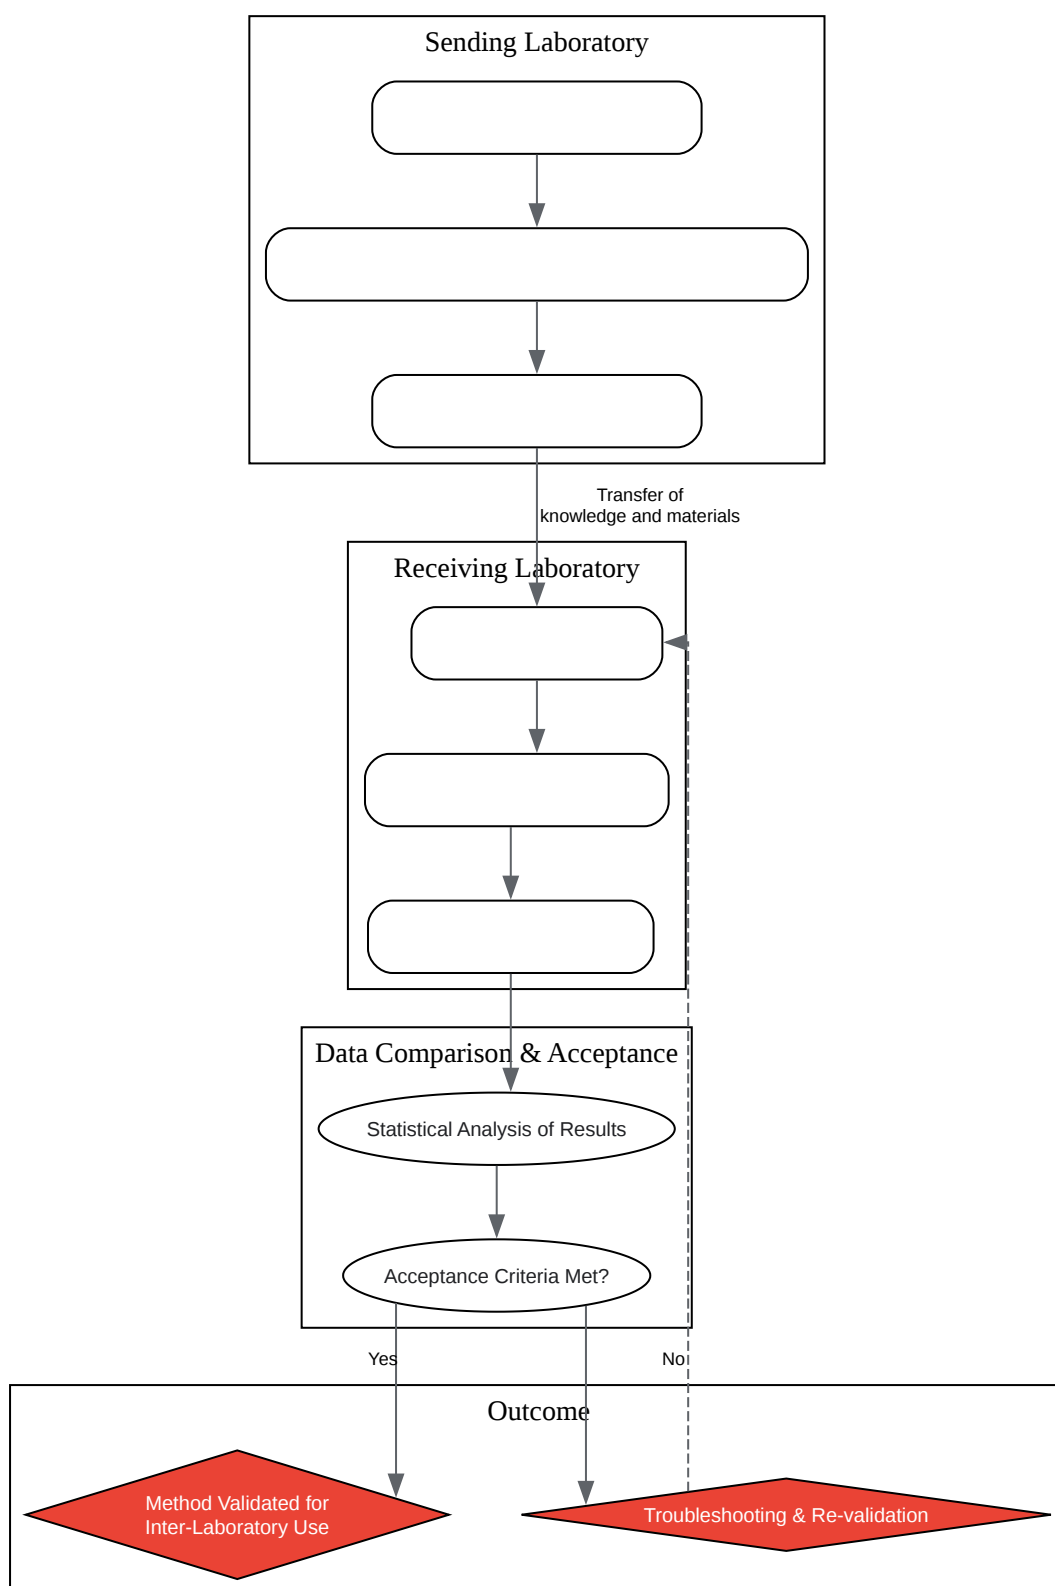 Sending Laboratory
Transfer of
knowledge and materials
Receiving Laboratory
Data Comparison & Acceptance
Statistical Analysis of Results
Acceptance Criteria Met?
Yes
No
Outcome
Method Validated for
Inter-Laboratory Use
Troubleshooting & Re-validation